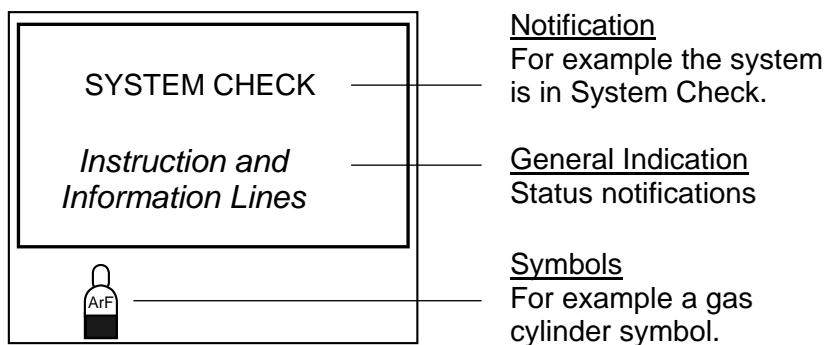 SYSTEM CHECK
Instruction and
Information Lines
ArF
Notification
For example the system
is in System Check.
General Indication
Status notifications
Symbols
For example a gas
cylinder symbol.